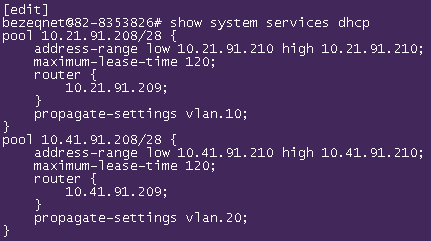 [edit]
bezeqnet@82-8353826# show system services dhcp
pool 10.21.91.208/28 {
    address-range low 10.21.91.210 high 10.21.91.210;
    maximum-lease-time 120;
    router {
        10.21.91.209;
    }
    propagate-settings vlan.10;
}
pool 10.41.91.208/28 {
    address-range low 10.41.91.210 high 10.41.91.210;
    maximum-lease-time 120;
    router {
        10.41.91.209;
    }
    propagate-settings vlan.20;
}